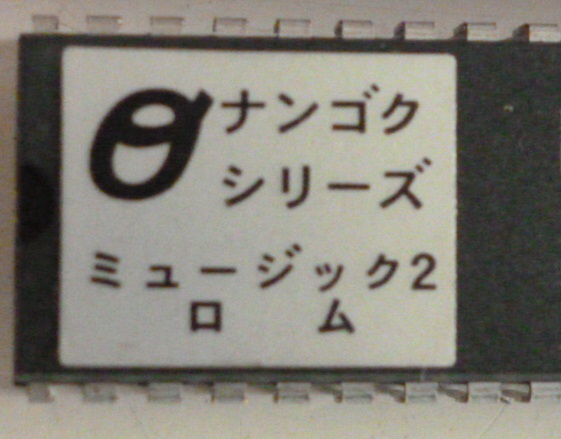 ナンゴク
シリーズ
ミュージック2
ロム